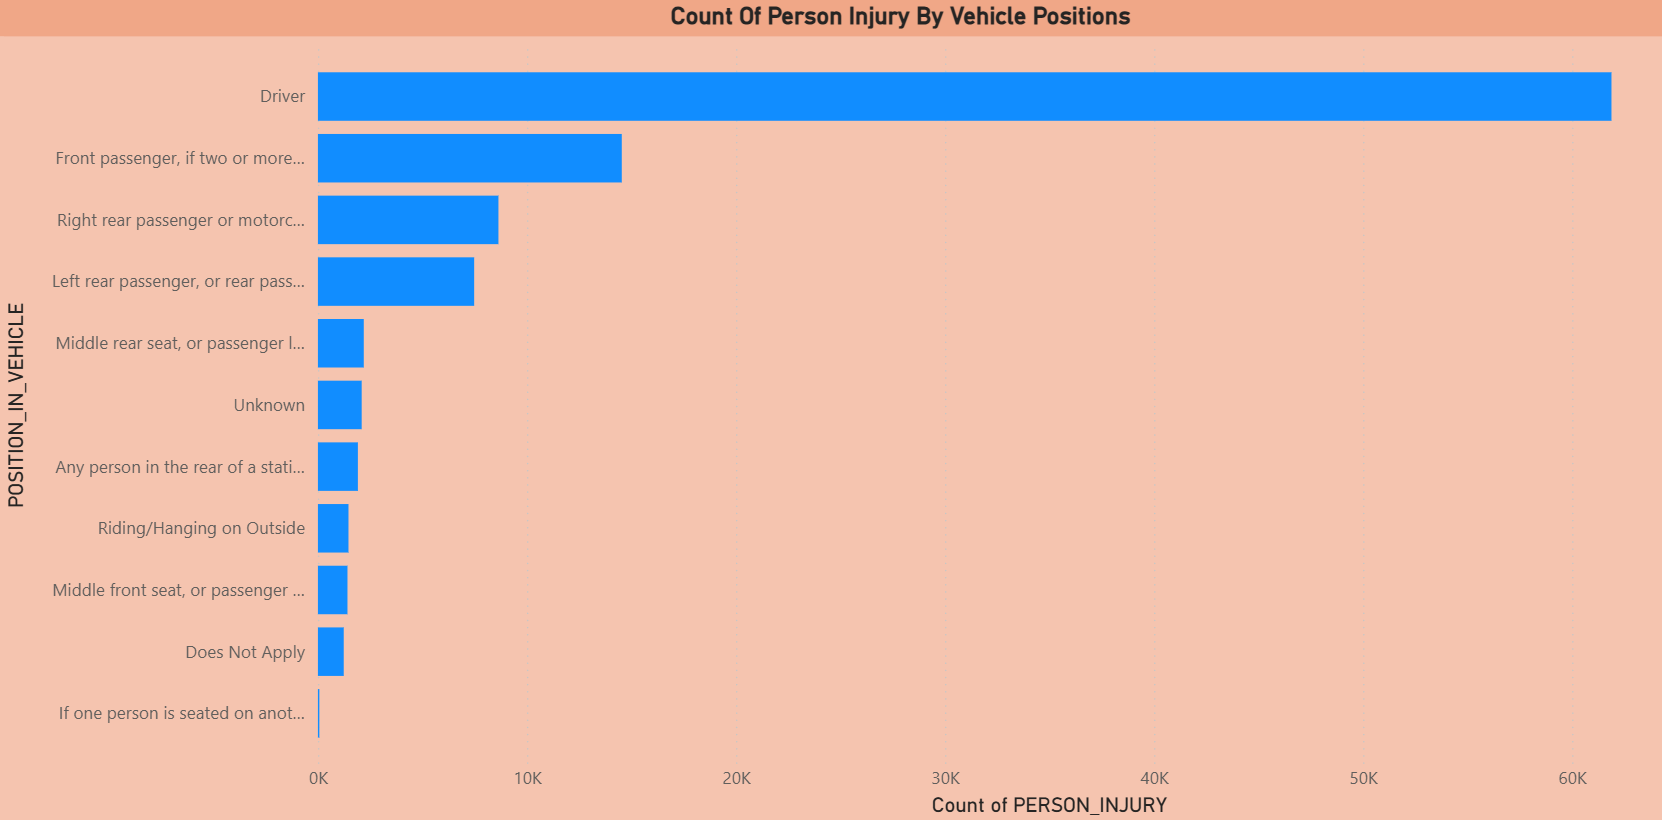 Count Of Person Injury By Vehicle Positions
POSITION_IN_VEHICLE
Driver
Front passenger, if two or more...
Right rear passenger or motorc...
Left rear passenger, or rear pass...
Middle rear seat, or passenger l...
Unknown
Any person in the rear of a stati...
Riding/Hanging on Outside
Middle front seat, or passenger ...
Does Not Apply
If one person is seated on anot...
0K 10K 20K 30K 40K 50K 60K
Count of PERSON_INJURY